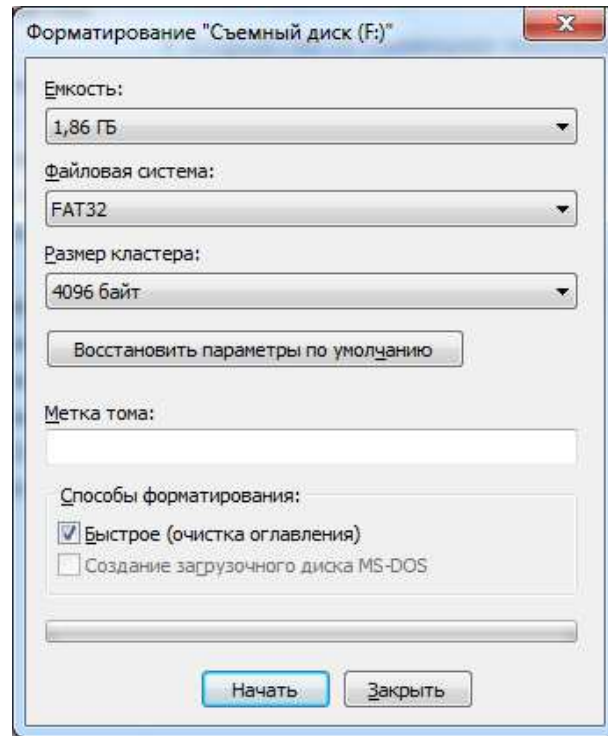 Форматирование "Съемный диск (F:)"
Емкость:
1,86 ГБ
Файловая система:
FAT32
Размер кластера:
4096 байт
Восстановить параметры по умолчанию
Метка тома:
Способы форматирования:
Быстрое (очистка оглавления)
Создание загрузочного диска MS-DOS
Начать Закрыть